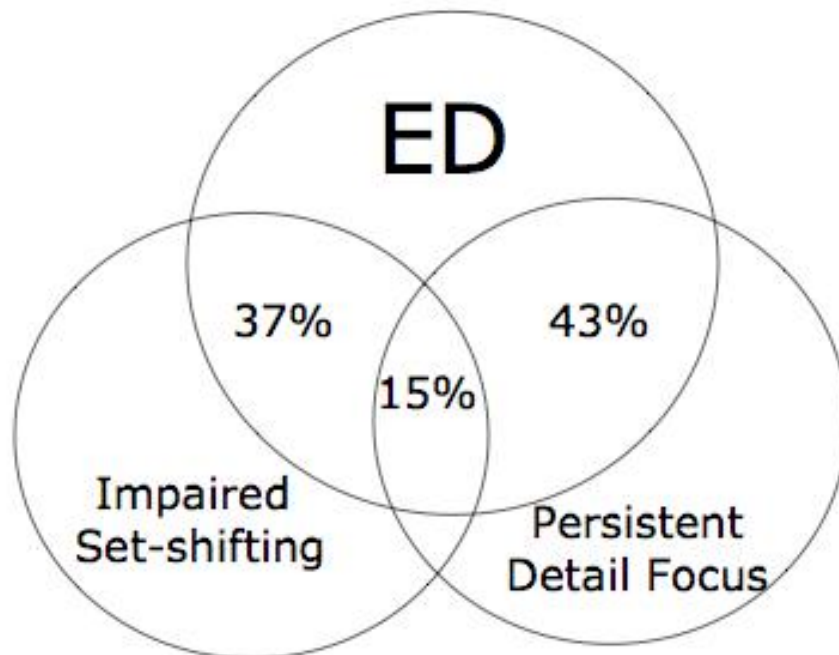 ED
37%
43%
15%
Impaired
Set-shifting
Persistent
Detail Focus